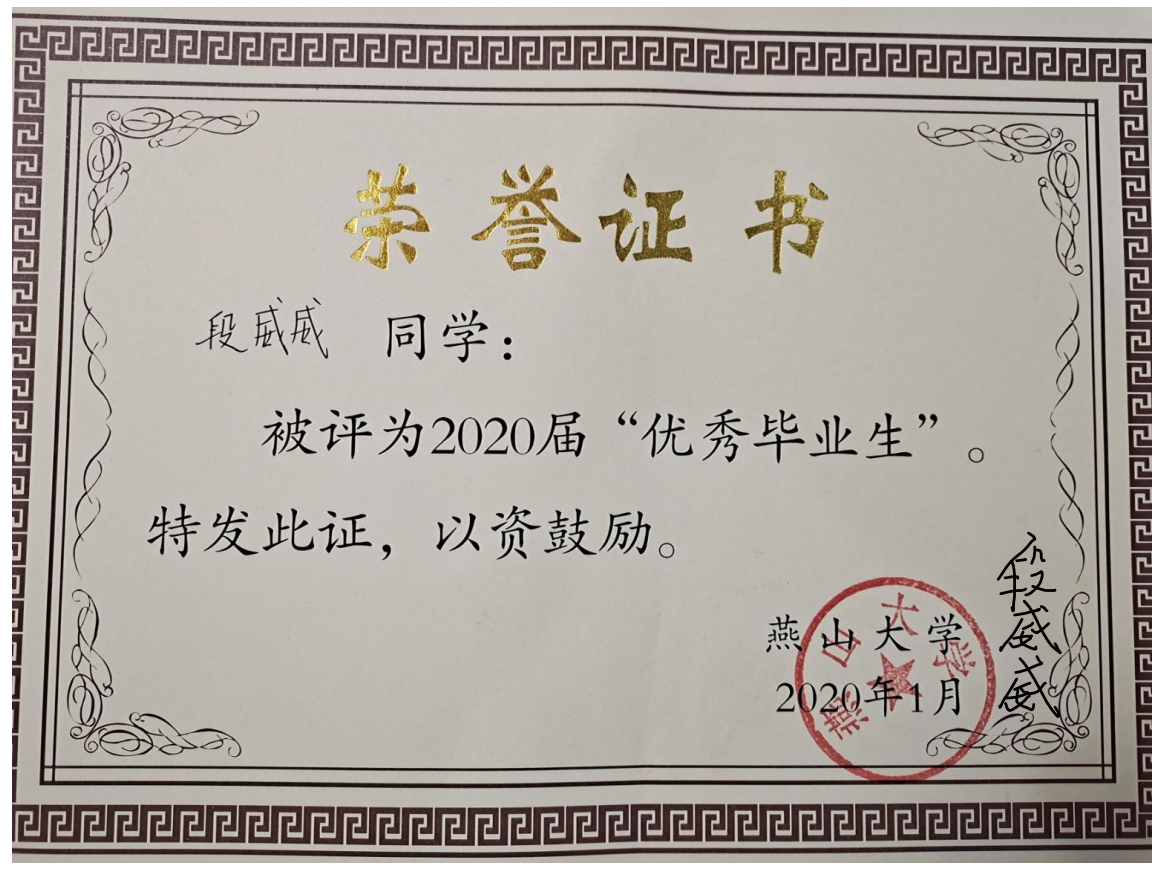 荣誉证书
段威威 同学：
被评为2020届“优秀毕业生”。
特发此证，以资鼓励。
燕山大学
2020年1月
燕山大学
段威威